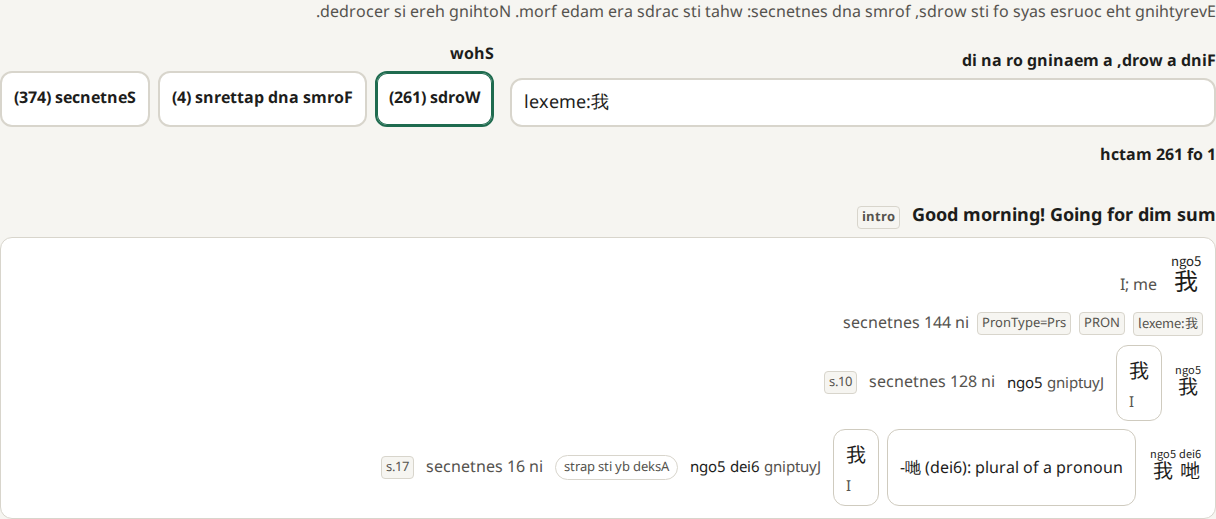 .dedrocer si ereh gnihtoN .morf edam era sdrac sti tahw :secnetnes dna smrof ,sdrow sti fo syas esruoc eht gnihtyrevE
di na ro gninaem a ,drow a dniF
lexeme:我
wohS
(261) sdroW
(4) snrettap dna smroF
(374) secnetneS
hctam 261 fo 1
Good morning! Going for dim sum
intro
ngo5
我
I; me
lexeme:我
PRON
PronType=Prs
secnetnes 144 ni
ngo5
我
我
I
ngo5 gniptuyJ
secnetnes 128 ni
s.10
ngo5 dei6
我 哋
-哋 (dei6): plural of a pronoun
我
I
ngo5 dei6 gniptuyJ
strap sti yb deksA
secnetnes 16 ni
s.17